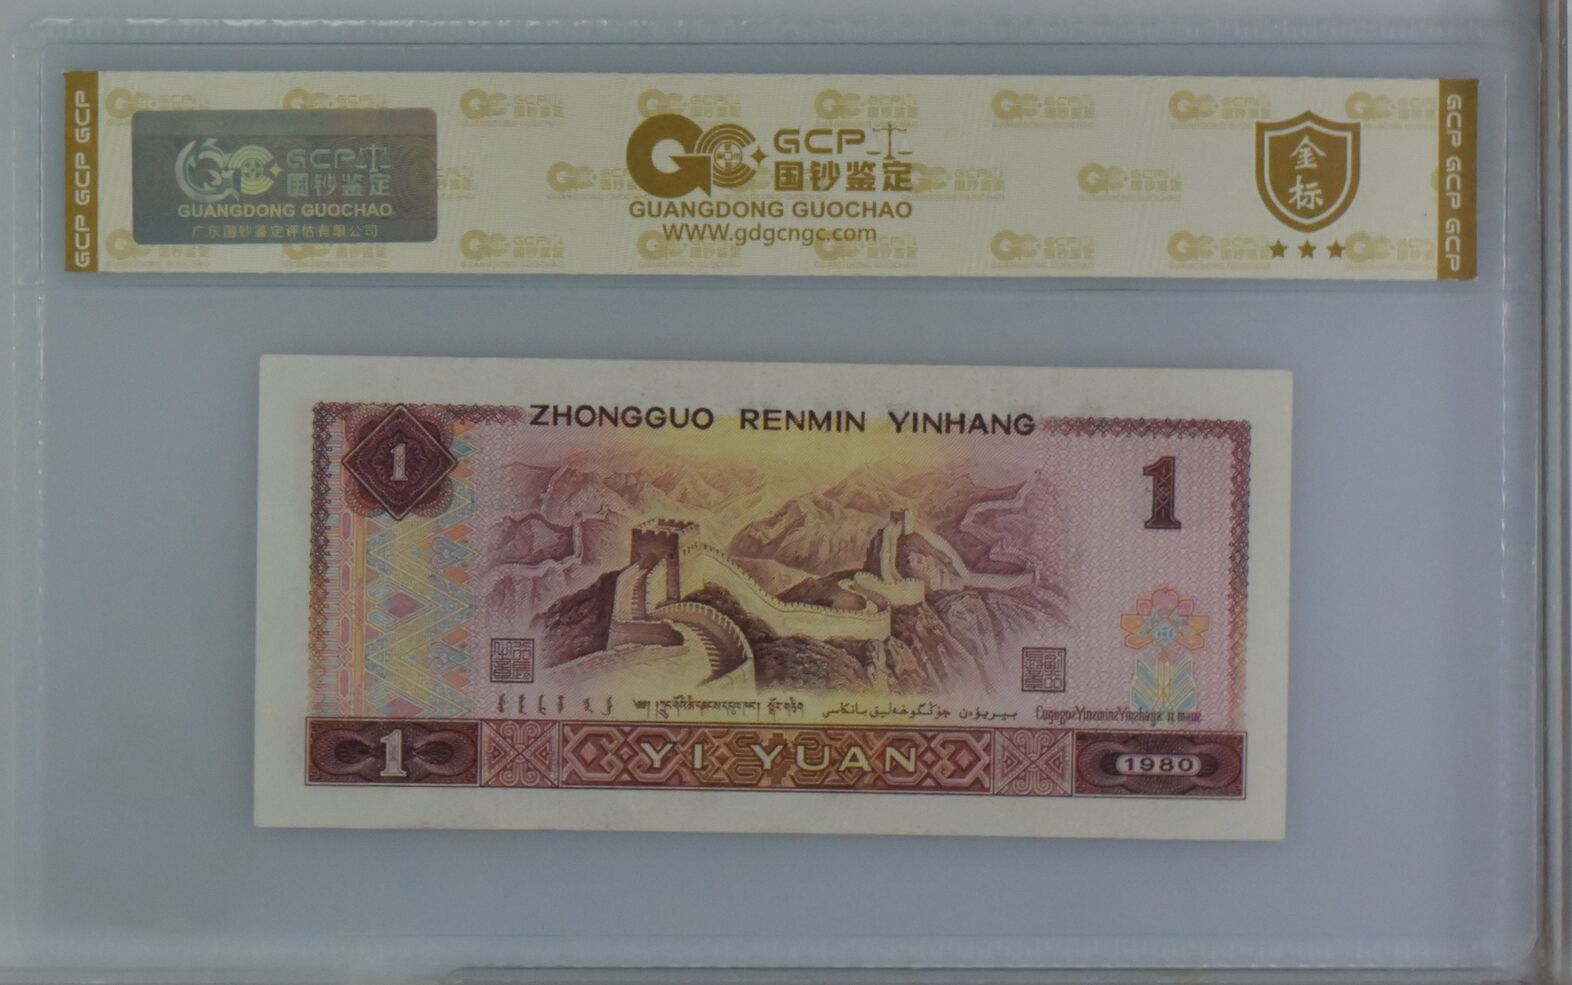 GCP GCP GCP
GCP
国钞鉴定
GUANGDONG GUOCHAO
广东国钞鉴定评估有限公司
GCP
国钞鉴定
GUANGDONG GUOCHAO
WWW.gdgcngc.com
金标
GCP GCP GCP
ZHONGGUO RENMIN YINHANG
1
1
1
YI YUAN
1980